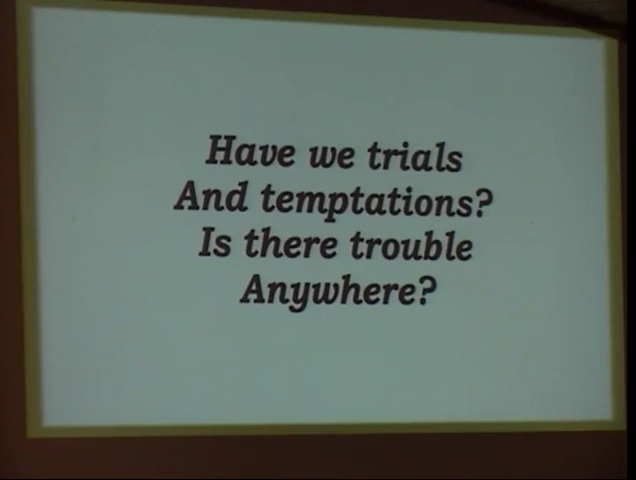 Have we trials
And temptations?
Is there trouble
Anywhere?